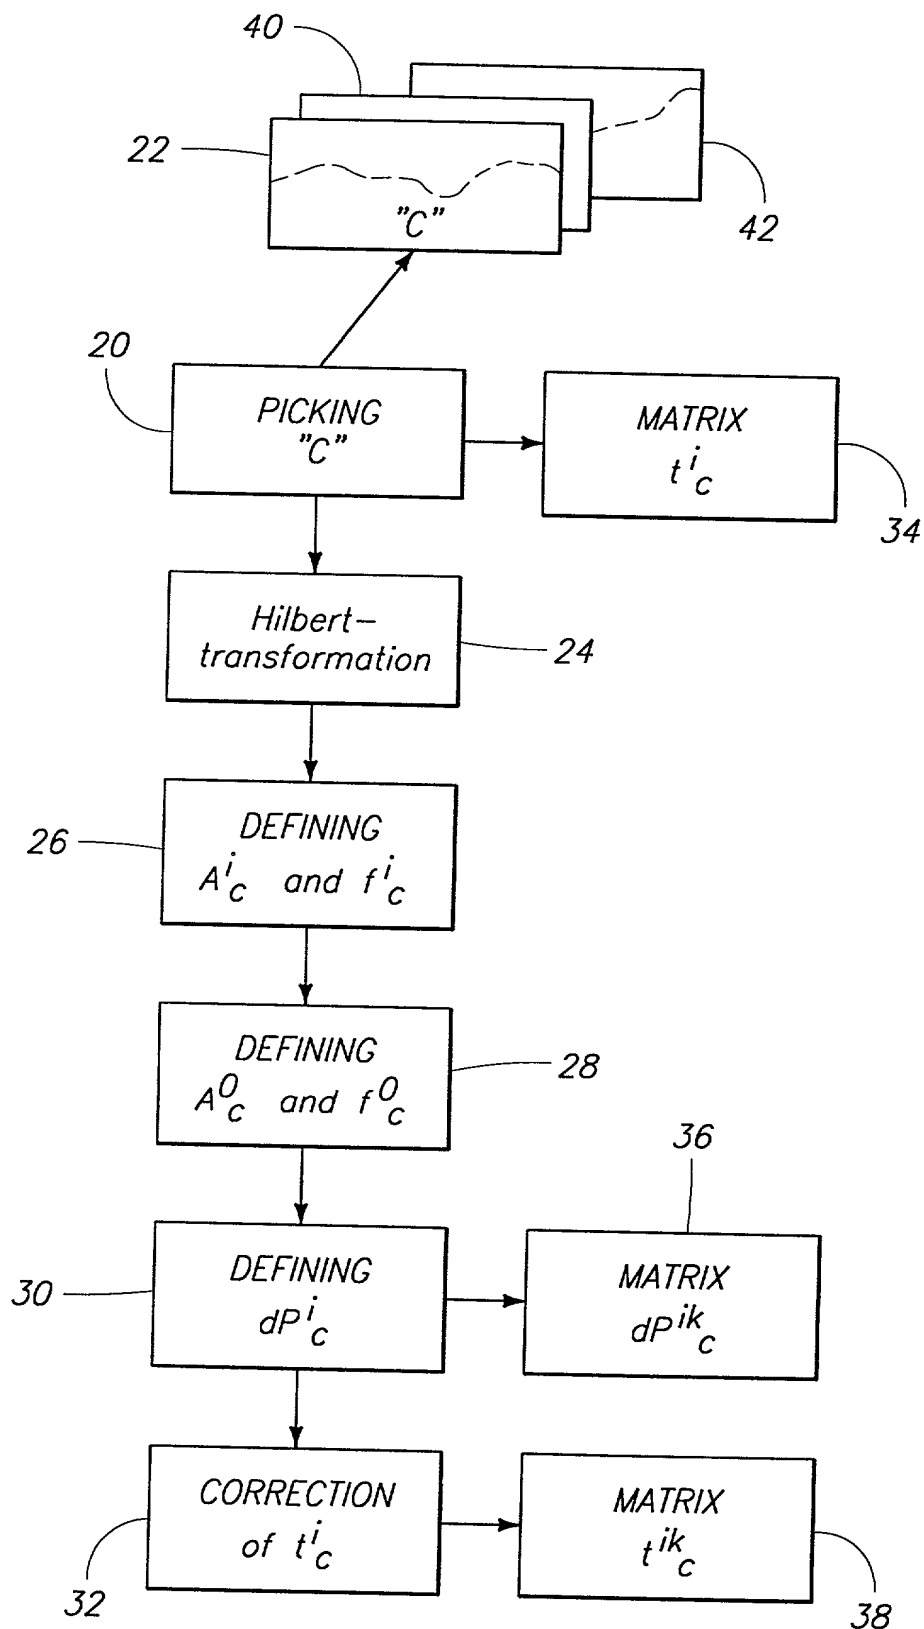 40
22
"C"
42
20
PICKING
"C"
MATRIX
t^i_c
34
Hilbert–
transformation
24
26
DEFINING
A^i_c and f^i_c
DEFINING
A^0_c and f^0_c
28
36
30
DEFINING
dP^i_c
MATRIX
dP^ik_c
CORRECTION
of t^i_c
MATRIX
t^ik_c
32
38